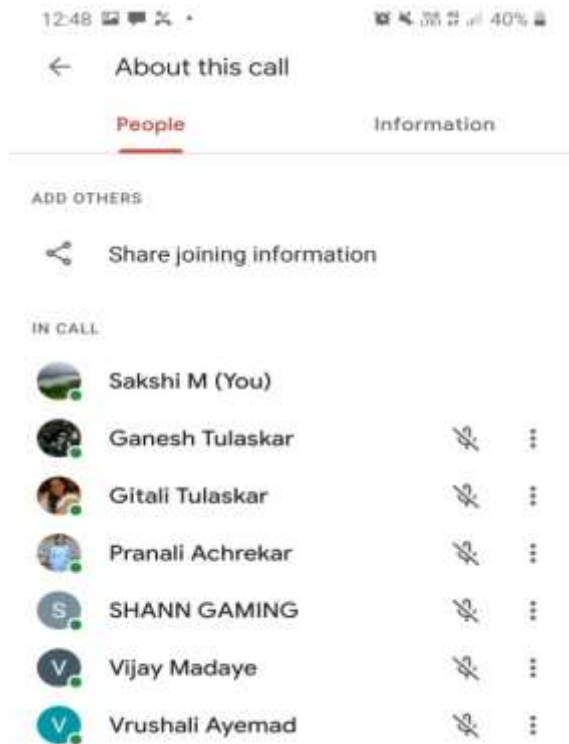 12:48 40%
About this call
People Information
ADD OTHERS
Share joining information
IN CALL
Sakshi M (You)
Ganesh Tulaskar
Gitali Tulaskar
Pranali Achrekar
S SHANN GAMING
V Vijay Madaye
V Vrushali Ayemad